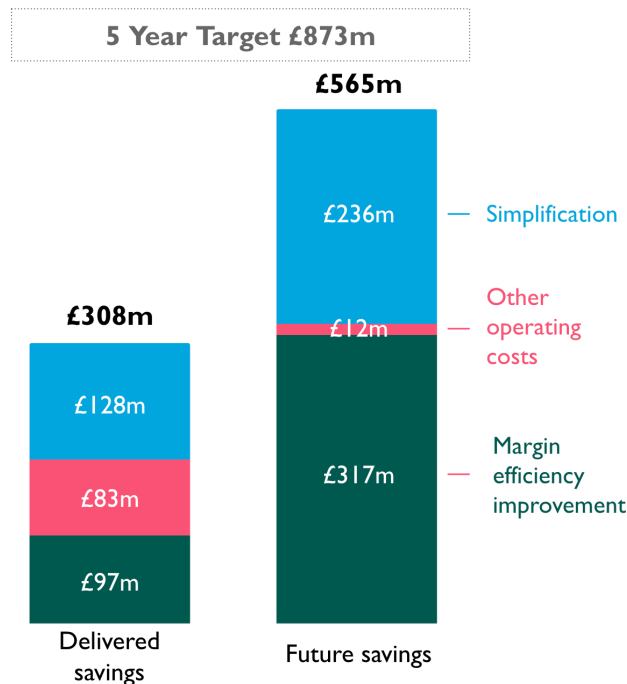 5 Year Target £873m
£565m
£236m
Simplification
Other
operating
costs
£12m
£308m
£128m
£83m
£97m
£317m
Margin
efficiency
improvement
Delivered
savings
Future savings